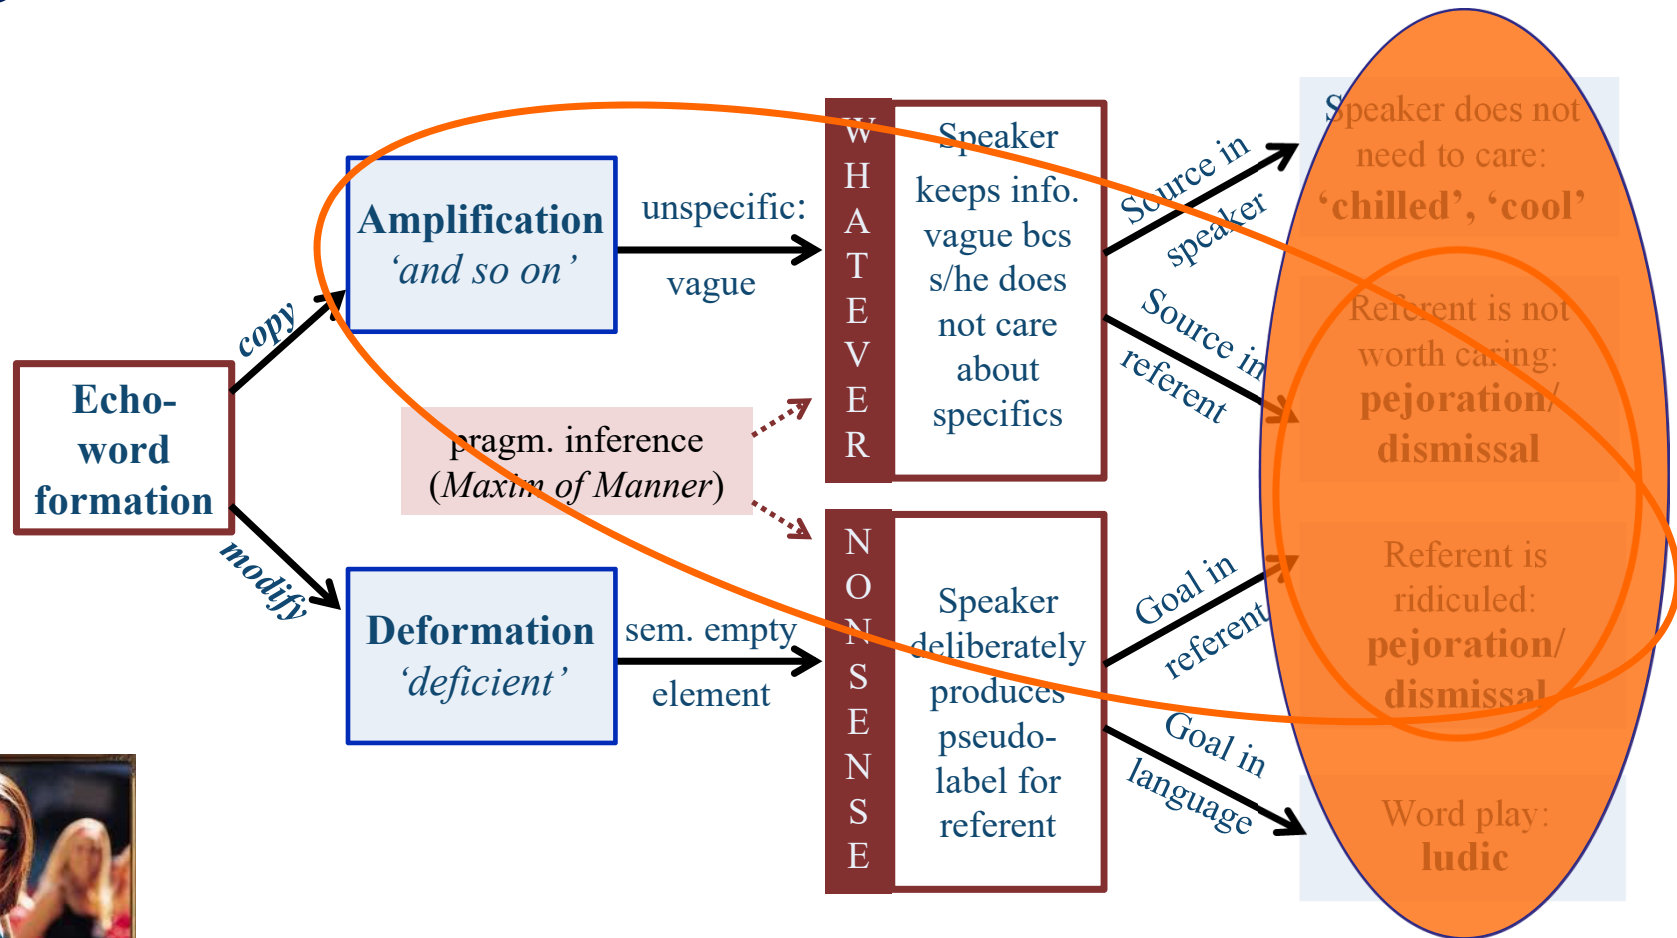 Echo-
word
formation
copy
modify
Amplification
‘and so on’
Deformation
‘deficient’
unspecific:
vague
pragm. inference
(Maxim of Manner)
sem. empty
element
WHATEVER
Speaker
keeps info.
vague bcs
s/he does
not care
about
specifics
NONSENSE
Speaker
deliberately
produces
pseudo-
label for
referent
Source in
speaker
Source in
referent
Goal in
referent
Goal in
language
Speaker does not
need to care:
‘chilled’, ‘cool’
Referent is not
worth caring:
pejoration/
dismissal
Referent is
ridiculed:
pejoration/
dismissal
Word play:
ludic